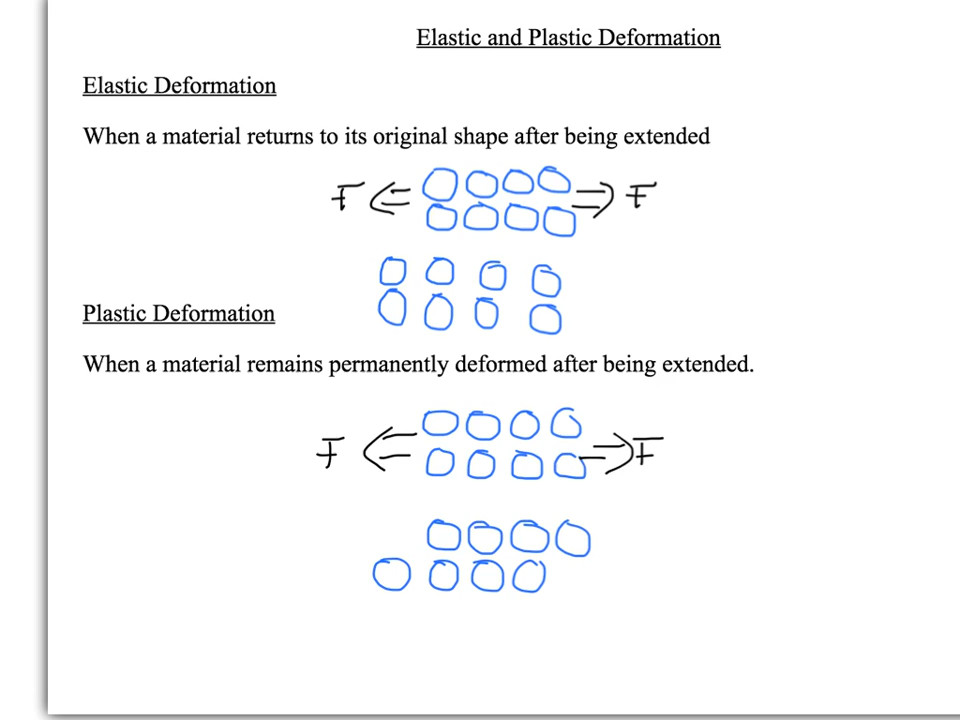 Elastic and Plastic Deformation
Elastic Deformation
When a material returns to its original shape after being extended
F F
Plastic Deformation
When a material remains permanently deformed after being extended.
F F